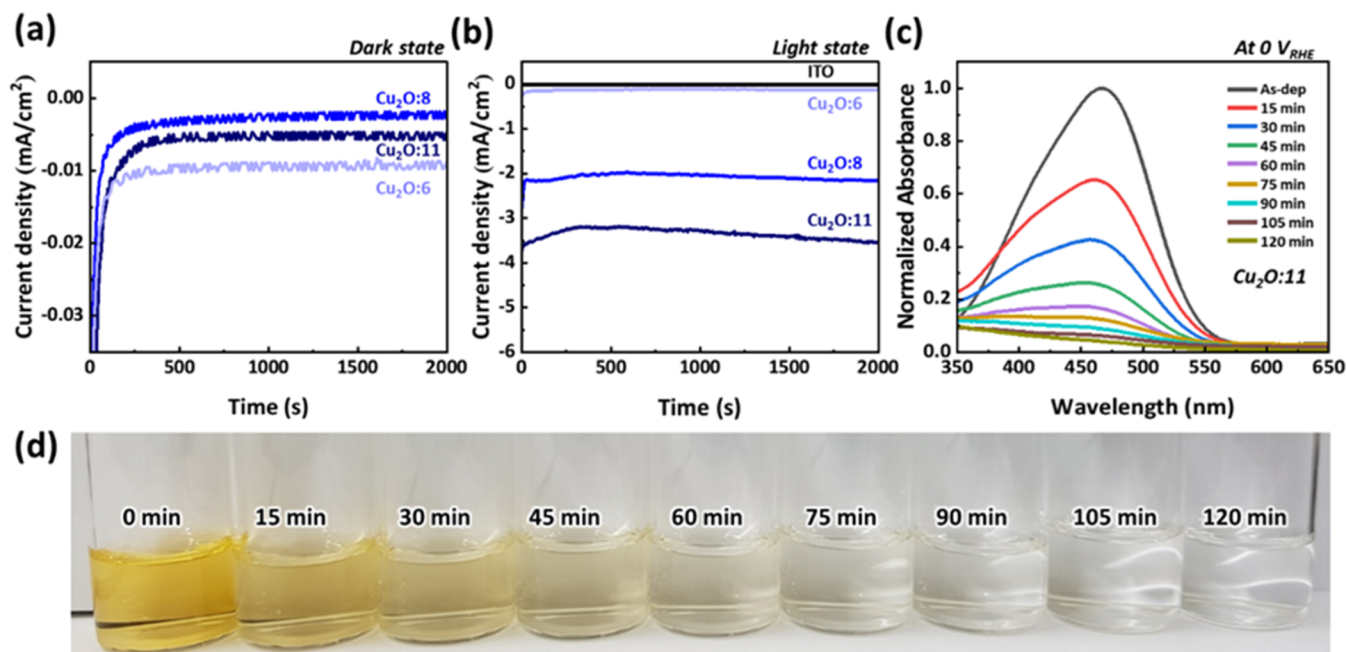 (a)
Dark state
0.00
-0.01
-0.02
-0.03
Current density (mA/cm²)
Cu₂O:8
Cu₂O:11
Cu₂O:6
0
500
1000
1500
2000
Time (s)
(b)
Light state
0
-1
-2
-3
-4
-5
-6
Current density (mA/cm²)
ITO
Cu₂O:6
Cu₂O:8
Cu₂O:11
0
500
1000
1500
2000
Time (s)
(c)
At 0 V_RHE
1.0
0.8
0.6
0.4
0.2
0.0
Normalized Absorbance
As-dep
15 min
30 min
45 min
60 min
75 min
90 min
105 min
120 min
Cu₂O:11
350
400
450
500
550
600
650
Wavelength (nm)
(d)
0 min
15 min
30 min
45 min
60 min
75 min
90 min
105 min
120 min